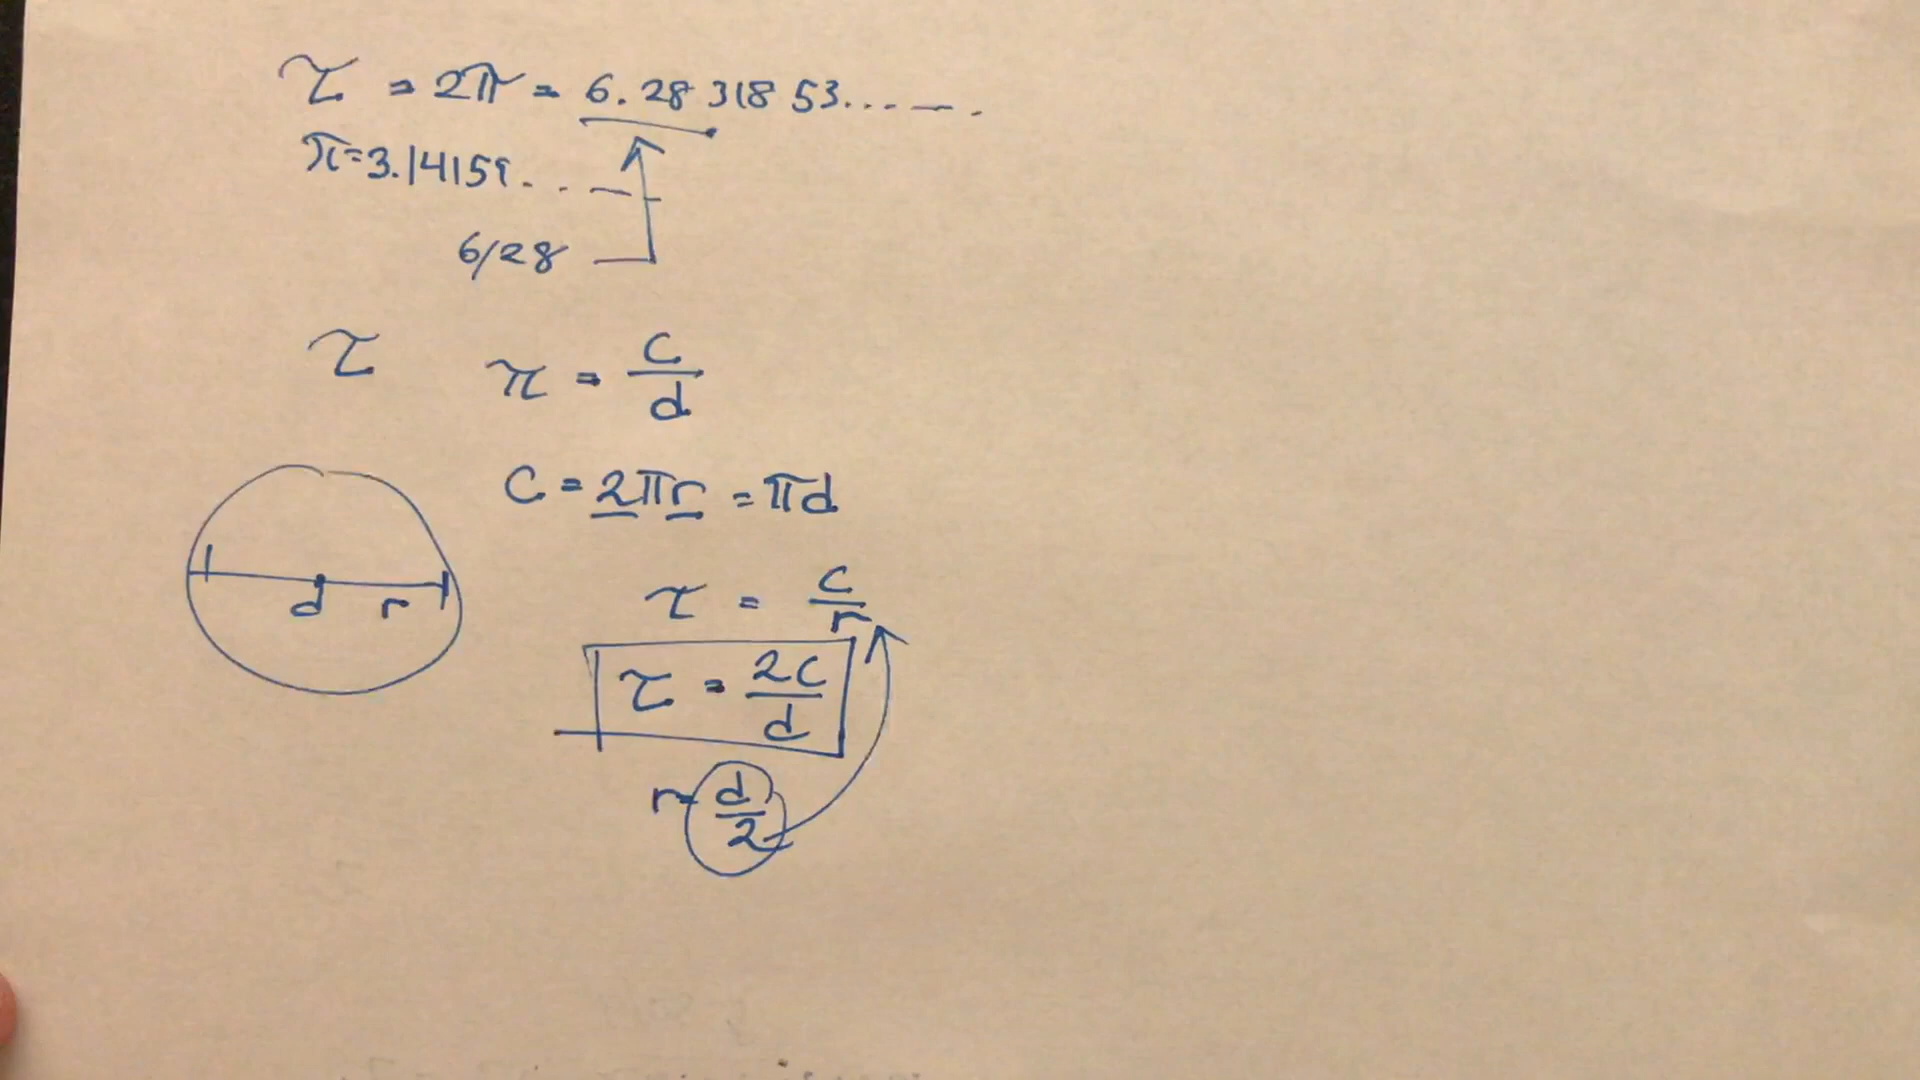 τ = 2π = 6.28 318 53...---.
π=3.14159...--
6/28
τ π = C/d
C = 2πr = πd
d r
τ = C/r
τ = 2C/d
r= d/2